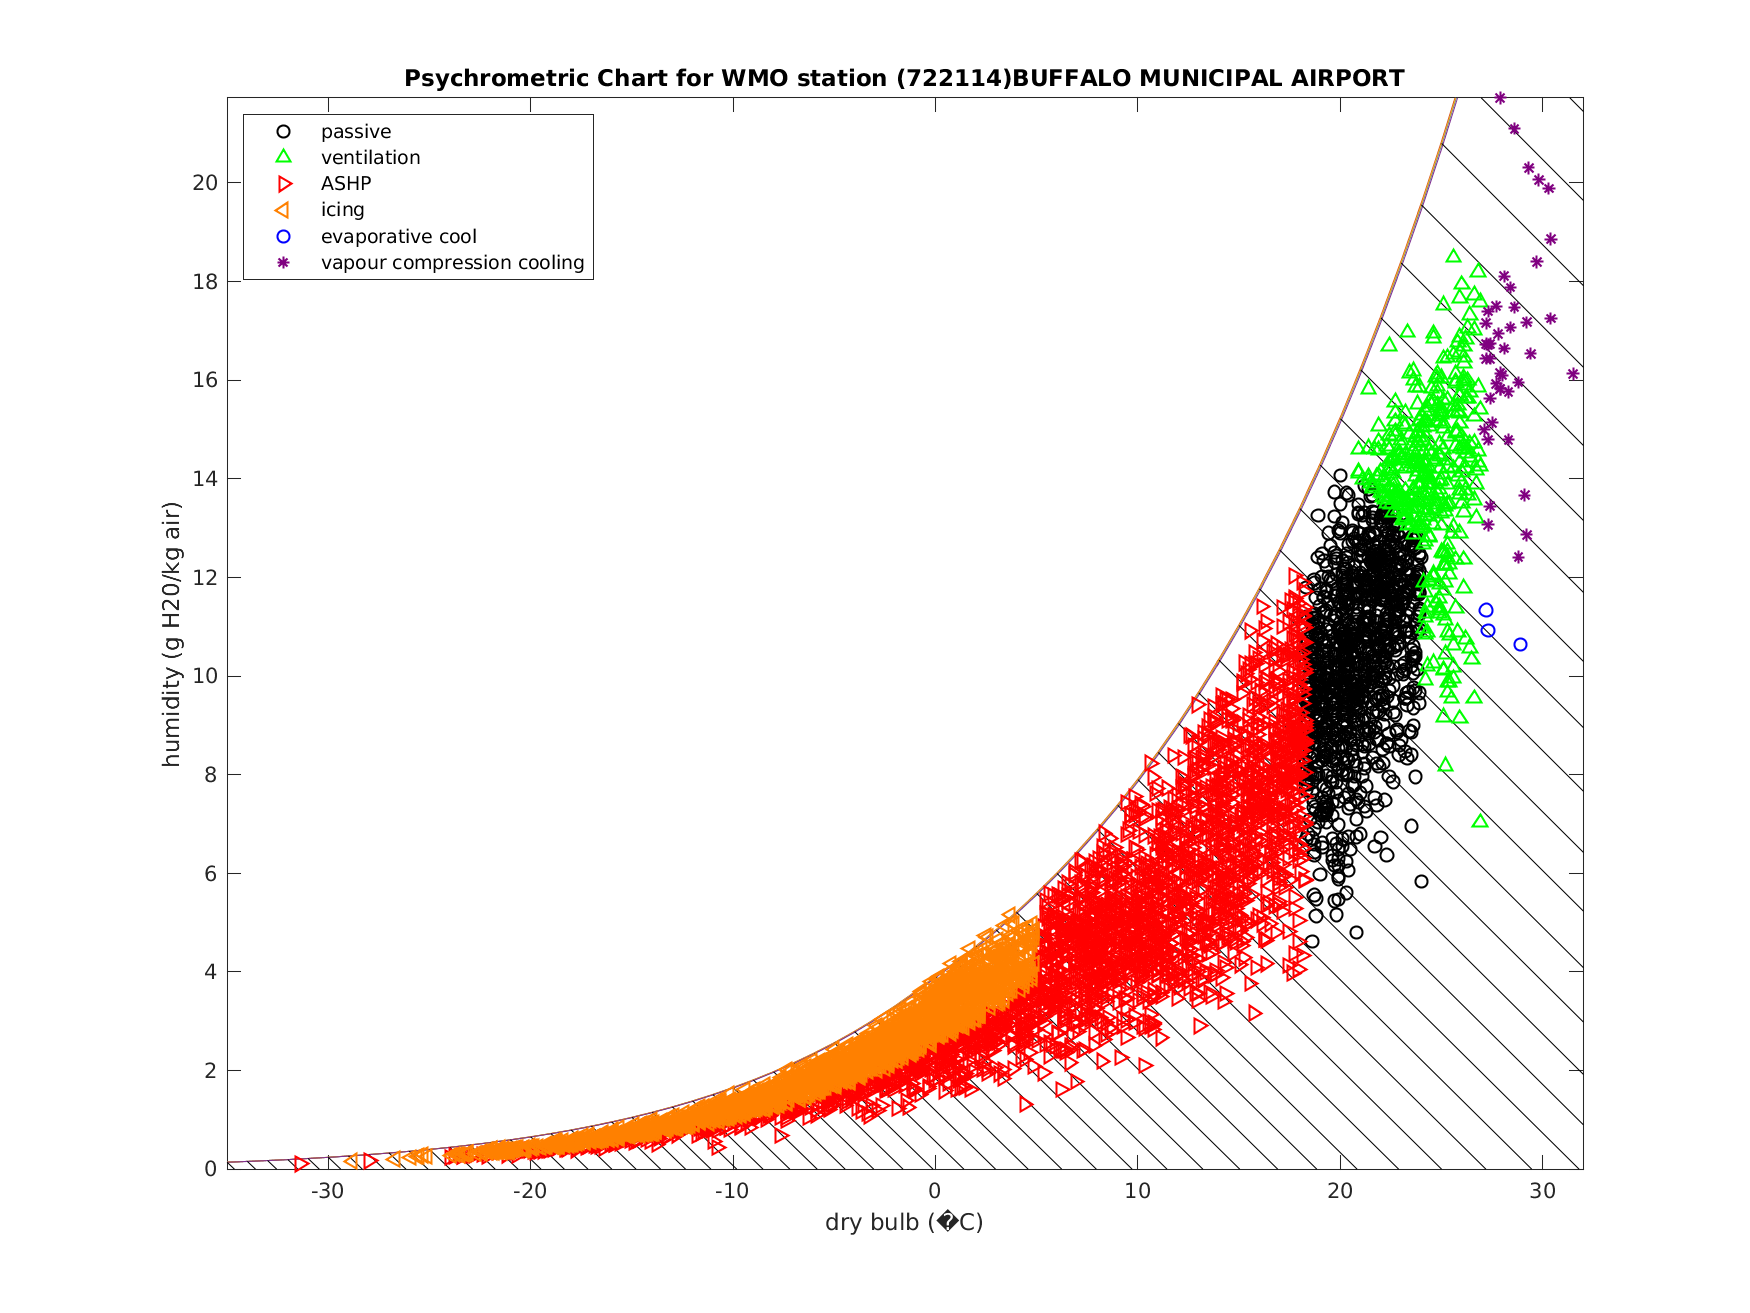 Psychrometric Chart for WMO station (722114)BUFFALO MUNICIPAL AIRPORT
passive
ventilation
ASHP
icing
evaporative cool
vapour compression cooling
humidity (g H20/kg air)
20
18
16
14
12
10
8
6
4
2
0
-30
-20
-10
0
10
20
30
dry bulb (�C)